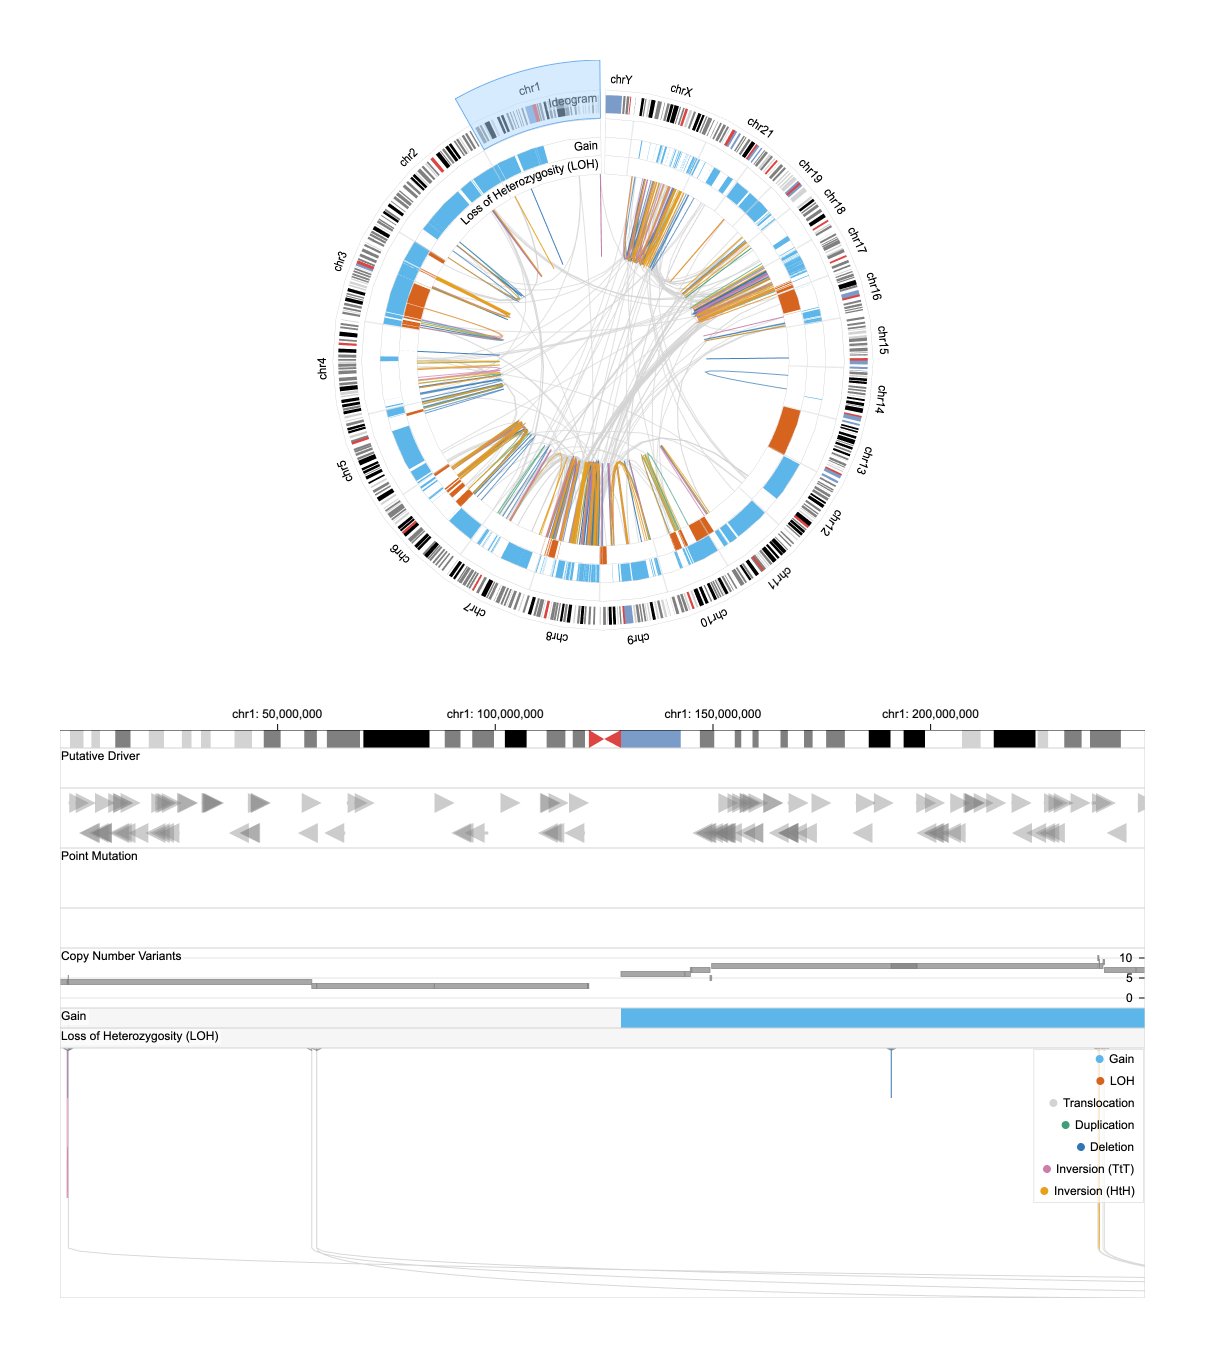 chrY
chrX
chr1
Ideogram
chr21
chr2
Gain
Loss of Heterozygosity (LOH)
chr19
chr18
chr17
chr3
chr16
chr15
chr4
chr14
chr13
chr5
chr12
chr6
chr11
chr7
chr10
chr8
chr9
chr1: 50,000,000 chr1: 100,000,000 chr1: 150,000,000 chr1: 200,000,000
Putative Driver
Point Mutation
Copy Number Variants
10
5
0
Gain
Loss of Heterozygosity (LOH)
Gain
LOH
Translocation
Duplication
Deletion
Inversion (TtT)
Inversion (HtH)